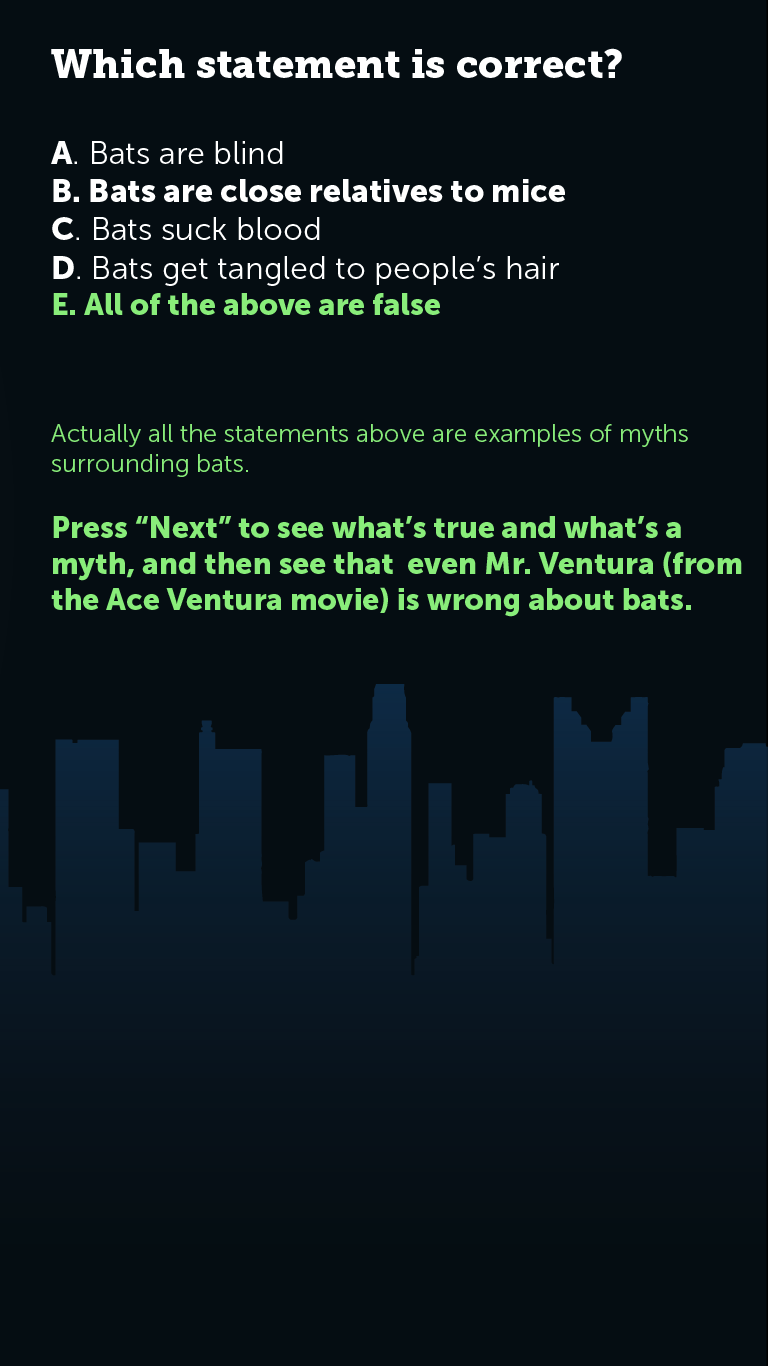 Which statement is correct?
A. Bats are blind
B. Bats are close relatives to mice
C. Bats suck blood
D. Bats get tangled to people’s hair
E. All of the above are false
Actually all the statements above are examples of myths
surrounding bats.
Press “Next” to see what’s true and what’s a
myth, and then see that  even Mr. Ventura (from
the Ace Ventura movie) is wrong about bats.